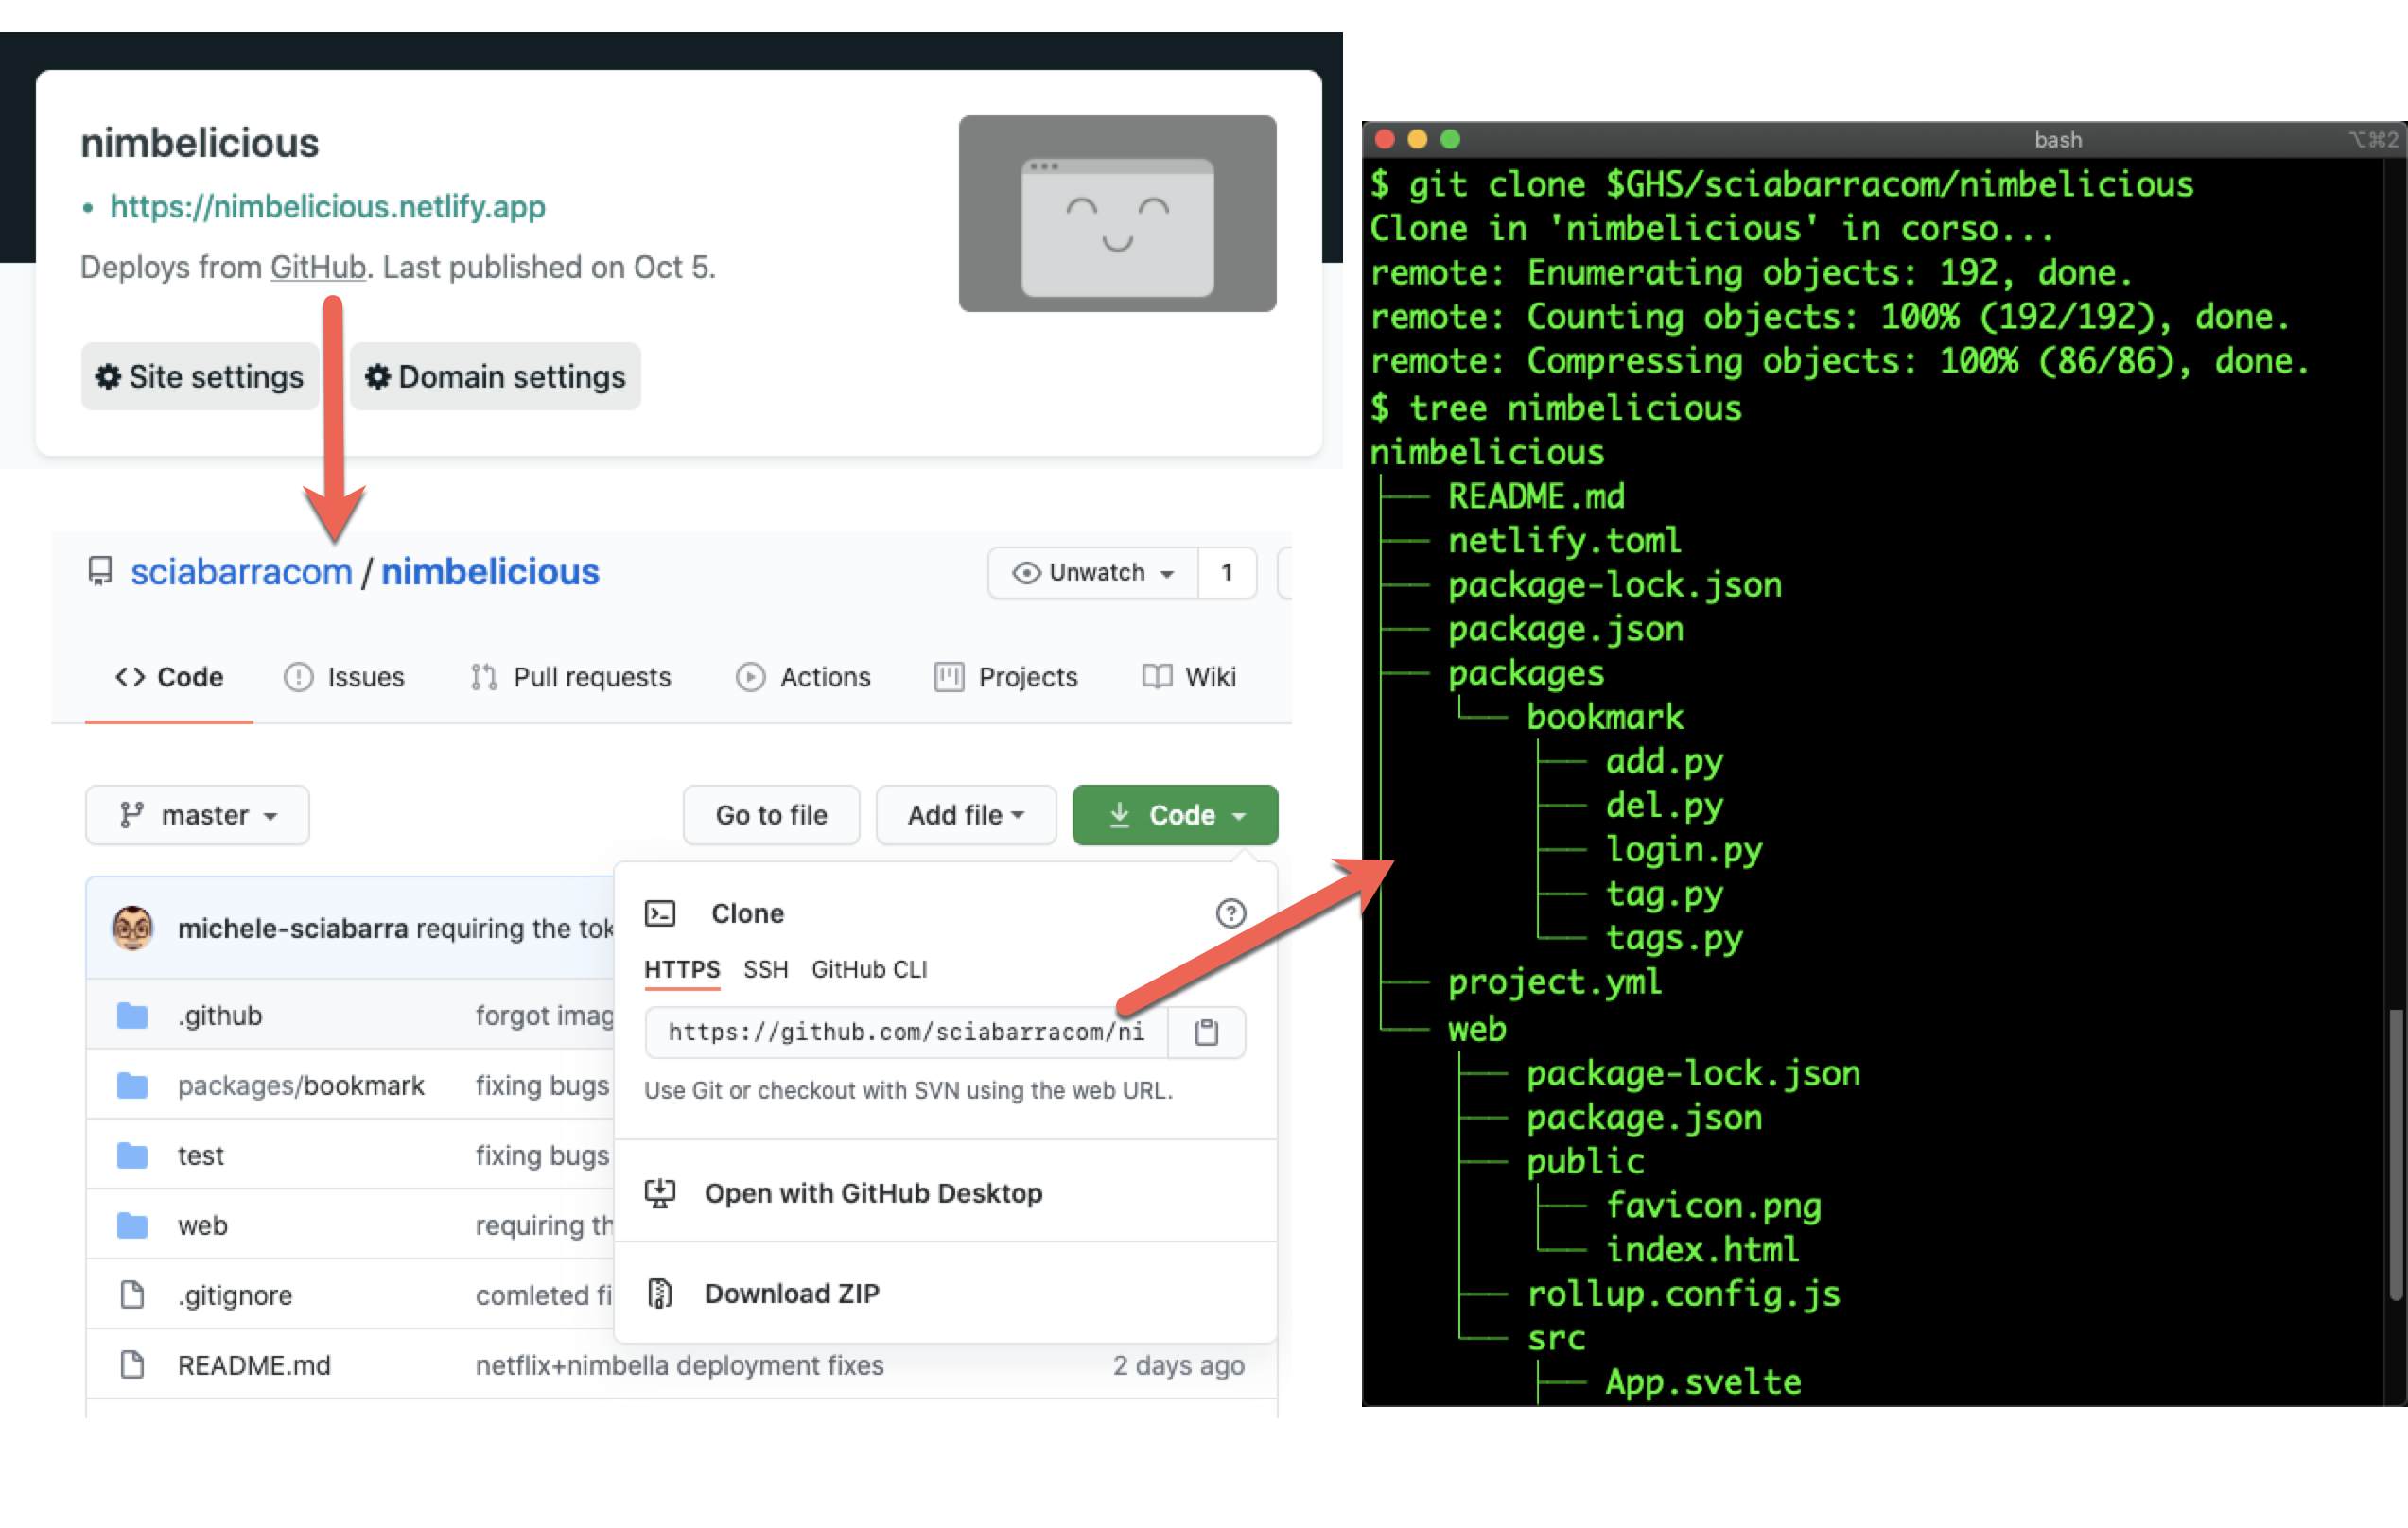 nimbelicious
• https://nimbelicious.netlify.app
Deploys from GitHub. Last published on Oct 5.
Site settings
Domain settings
sciabarracom / nimbelicious
Unwatch
1
Code
Issues
Pull requests
Actions
Projects
Wiki
master
Go to file
Add file
Code
michele-sciabarra requiring the tok
Clone
HTTPS SSH GitHub CLI
https://github.com/sciabarracom/ni
Use Git or checkout with SVN using the web URL.
Open with GitHub Desktop
Download ZIP
.github forgot imag
packages/bookmark fixing bugs
test fixing bugs
web requiring th
.gitignore comleted fi
README.md netflix+nimbella deployment fixes 2 days ago
bash
⌥⌘2
$ git clone $GHS/sciabarracom/nimbelicious
Clone in 'nimbelicious' in corso...
remote: Enumerating objects: 192, done.
remote: Counting objects: 100% (192/192), done.
remote: Compressing objects: 100% (86/86), done.
$ tree nimbelicious
nimbelicious
├── README.md
├── netlify.toml
├── package-lock.json
├── package.json
├── packages
│   └── bookmark
│       ├── add.py
│       ├── del.py
│       ├── login.py
│       ├── tag.py
│       └── tags.py
├── project.yml
└── web
    ├── package-lock.json
    ├── package.json
    ├── public
    │   ├── favicon.png
    │   └── index.html
    ├── rollup.config.js
    └── src
        ├── App.svelte